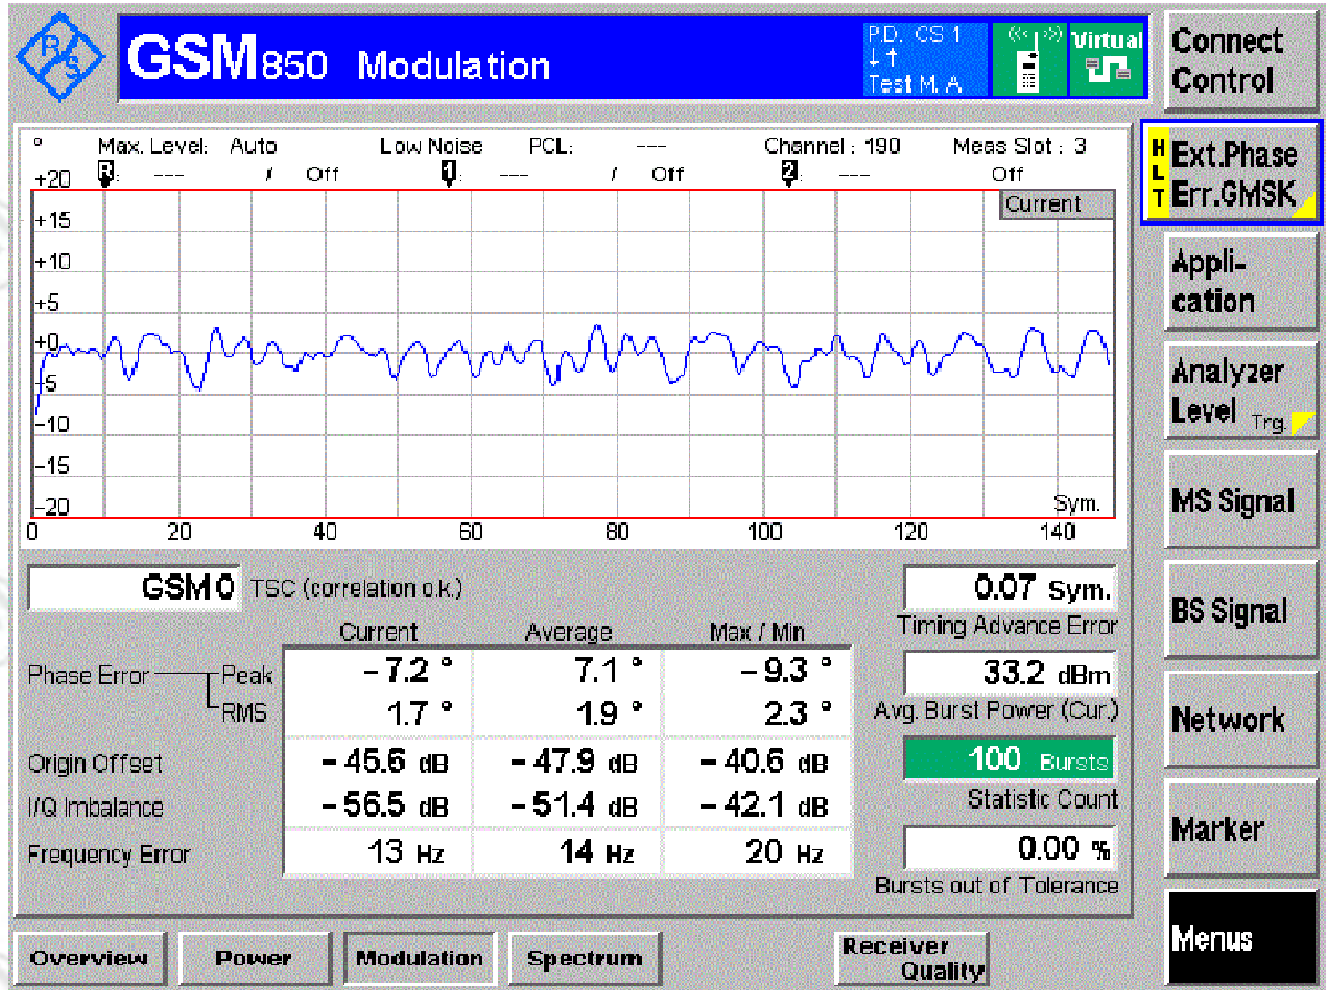 R&S
GSM850 Modulation
PD. CS 1
↓↑
Test M. A.
Virtual
Connect
Control
° Max. Level: Auto Low Noise PCL: --- Channel : 190 Meas Slot : 3
R: --- / Off 1: --- / Off 2: --- Off
Current
+20
+15
+10
+5
+0
-5
-10
-15
-20
Sym.
0 20 40 60 80 100 120 140
HLT
Ext.Phase
Err.GMSK
Appli-
cation
Analyzer
Level Trg.
MS Signal
BS Signal
Network
Marker
Menus
GSM 0 TSC (correlation o.k.)
Current Average Max / Min
Phase Error Peak -7.2 ° 7.1 ° -9.3 °
RMS 1.7 ° 1.9 ° 2.3 °
Origin Offset -45.6 dB -47.9 dB -40.6 dB
I/Q Imbalance -56.5 dB -51.4 dB -42.1 dB
Frequency Error 13 Hz 14 Hz 20 Hz
0.07 Sym.
Timing Advance Error
33.2 dBm
Avg. Burst Power (Cur.)
100 Bursts
Statistic Count
0.00 %
Bursts out of Tolerance
Overview Power Modulation Spectrum
Receiver
Quality